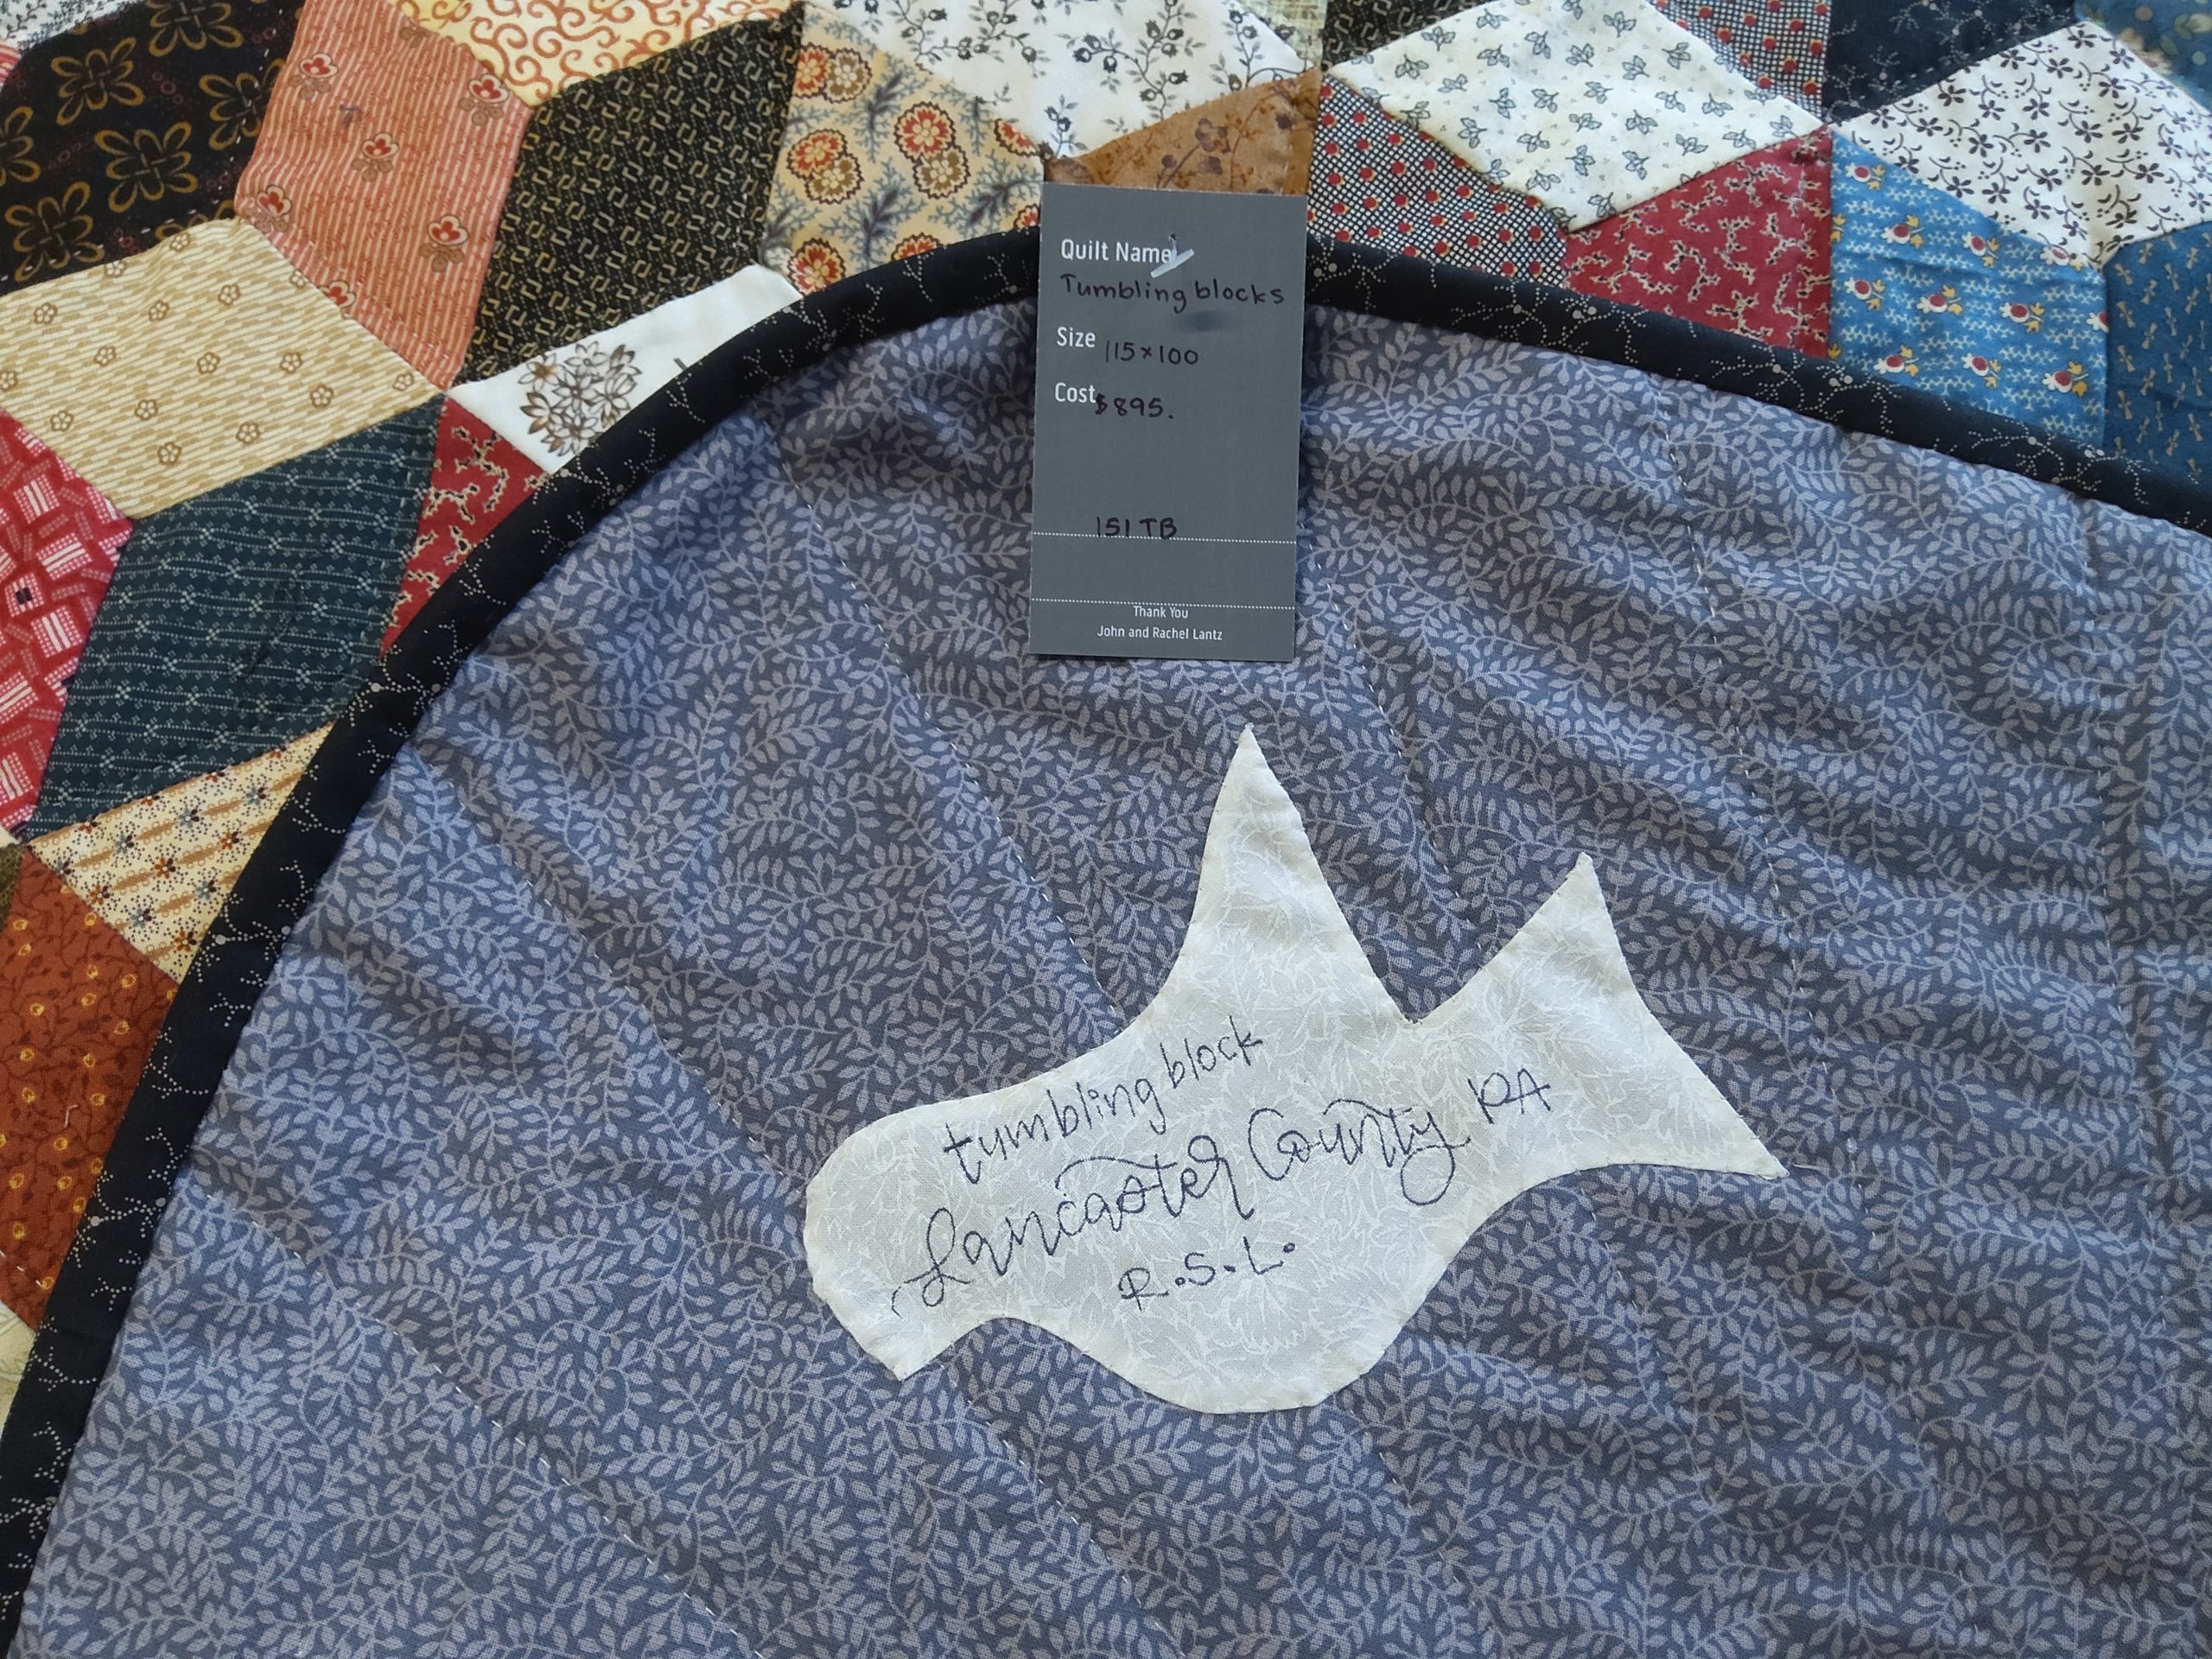 Quilt Name
Tumbling blocks
Size 115×100
Cost $895.
151 TB
Thank You
John and Rachel Lantz
tumbling block
Lancaster County PA
R.S.L.